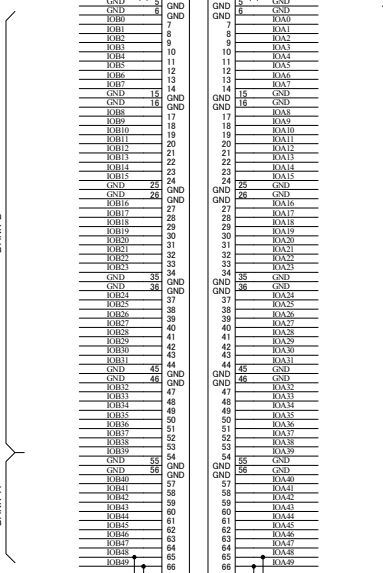 GND 5 GND GND 5 GND
GND 6 GND GND 6 GND
IOB0 7 7 IOA0
IOB1 8 8 IOA1
IOB2 9 9 IOA2
IOB3 10 10 IOA3
IOB4 11 11 IOA4
IOB5 12 12 IOA5
IOB6 13 13 IOA6
IOB7 14 14 IOA7
GND 15 GND GND 15 GND
GND 16 GND GND 16 GND
IOB8 17 17 IOA8
IOB9 18 18 IOA9
IOB10 19 19 IOA10
IOB11 20 20 IOA11
IOB12 21 21 IOA12
IOB13 22 22 IOA13
IOB14 23 23 IOA14
IOB15 24 24 IOA15
GND 25 GND GND 25 GND
GND 26 GND GND 26 GND
IOB16 27 27 IOA16
IOB17 28 28 IOA17
IOB18 29 29 IOA18
IOB19 30 30 IOA19
IOB20 31 31 IOA20
IOB21 32 32 IOA21
IOB22 33 33 IOA22
IOB23 34 34 IOA23
GND 35 GND GND 35 GND
GND 36 GND GND 36 GND
IOB24 37 37 IOA24
IOB25 38 38 IOA25
IOB26 39 39 IOA26
IOB27 40 40 IOA27
IOB28 41 41 IOA28
IOB29 42 42 IOA29
IOB30 43 43 IOA30
IOB31 44 44 IOA31
GND 45 GND GND 45 GND
GND 46 GND GND 46 GND
IOB32 47 47 IOA32
IOB33 48 48 IOA33
IOB34 49 49 IOA34
IOB35 50 50 IOA35
IOB36 51 51 IOA36
IOB37 52 52 IOA37
IOB38 53 53 IOA38
IOB39 54 54 IOA39
GND 55 GND GND 55 GND
GND 56 GND GND 56 GND
IOB40 57 57 IOA40
IOB41 58 58 IOA41
IOB42 59 59 IOA42
IOB43 60 60 IOA43
IOB44 61 61 IOA44
IOB45 62 62 IOA45
IOB46 63 63 IOA46
IOB47 64 64 IOA47
IOB48 65 65 IOA48
IOB49 66 66 IOA49